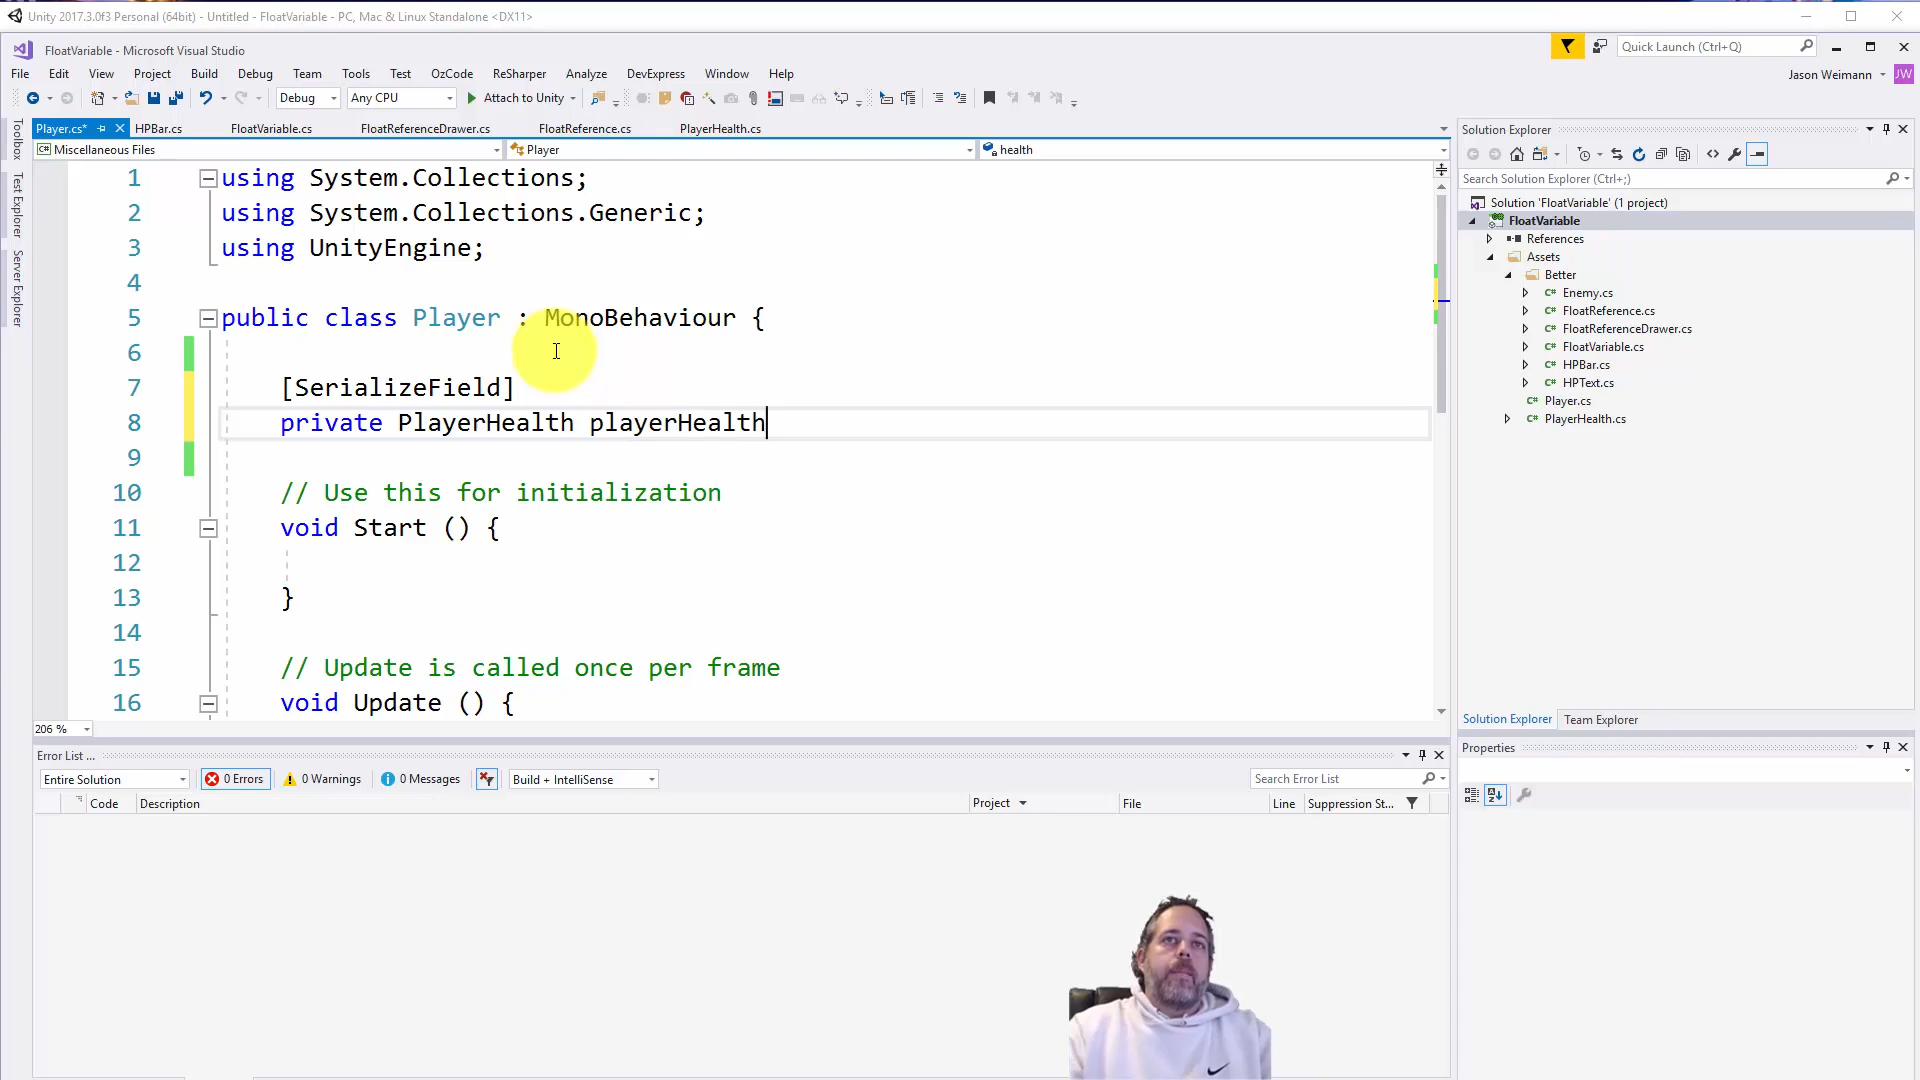 Unity 2017.3.0f3 Personal (64bit) - Untitled - FloatVariable - PC, Mac & Linux Standalone <DX11>
FloatVariable - Microsoft Visual Studio
Quick Launch (Ctrl+Q)
File Edit View Project Build Debug Team Tools Test OzCode ReSharper Analyze DevExpress Window Help
Jason Weimann JW
Debug Any CPU Attach to Unity
Player.cs* HPBar.cs FloatVariable.cs FloatReferenceDrawer.cs FloatReference.cs PlayerHealth.cs
Miscellaneous Files Player health
Toolbox
Test Explorer
Server Explorer
1 using System.Collections;
2 using System.Collections.Generic;
3 using UnityEngine;
4
5 public class Player : MonoBehaviour {
6
7 [SerializeField]
8 private PlayerHealth playerHealth
9
10 // Use this for initialization
11 void Start () {
12
13 }
14
15 // Update is called once per frame
16 void Update () {
206 %
Solution Explorer
Search Solution Explorer (Ctrl+;)
Solution 'FloatVariable' (1 project)
FloatVariable
References
Assets
Better
C# Enemy.cs
C# FloatReference.cs
C# FloatReferenceDrawer.cs
C# FloatVariable.cs
C# HPBar.cs
C# HPText.cs
C# Player.cs
C# PlayerHealth.cs
Solution Explorer Team Explorer
Properties
Error List ...
Entire Solution 0 Errors 0 Warnings 0 Messages Build + IntelliSense Search Error List
Code Description Project File Line Suppression St...